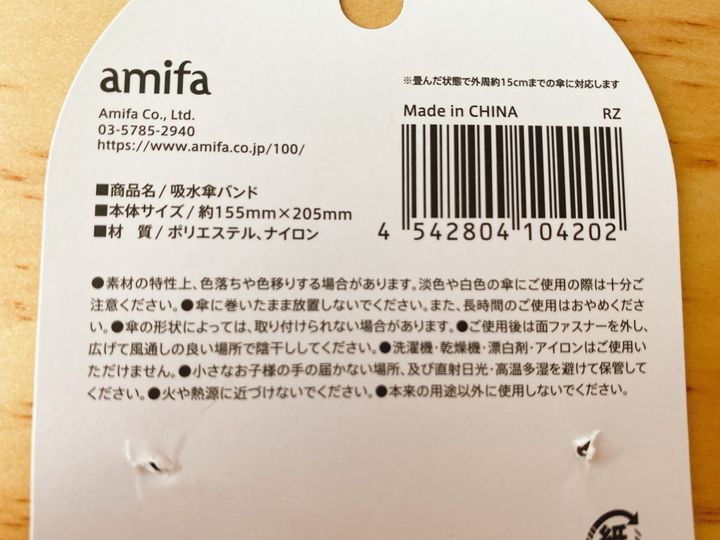 amifa
Amifa Co., Ltd.
03-5785-2940
https://www.amifa.co.jp/100/
※畳んだ状態で外周約15cmまでの傘に対応します
Made in CHINA RZ
4 542804 104202
■商品名/吸水傘バンド
■本体サイズ/約155mm×205mm
■材　質/ポリエステル、ナイロン
●素材の特性上、色落ちや色移りする場合があります。淡色や白色の傘にご使用の際は十分ご
注意ください。●傘に巻いたまま放置しないでください。また、長時間のご使用はおやめくださ
い。●傘の形状によっては、取り付けられない場合があります。●ご使用後は面ファスナーを外し、
広げて風通しの良い場所で陰干ししてください。●洗濯機・乾燥機・漂白剤・アイロンはご使用い
ただけません。●小さなお子様の手の届かない場所、及び直射日光・高温多湿を避けて保管して
ください。●火や熱源に近づけないでください。●本来の用途以外に使用しないでください。
紙